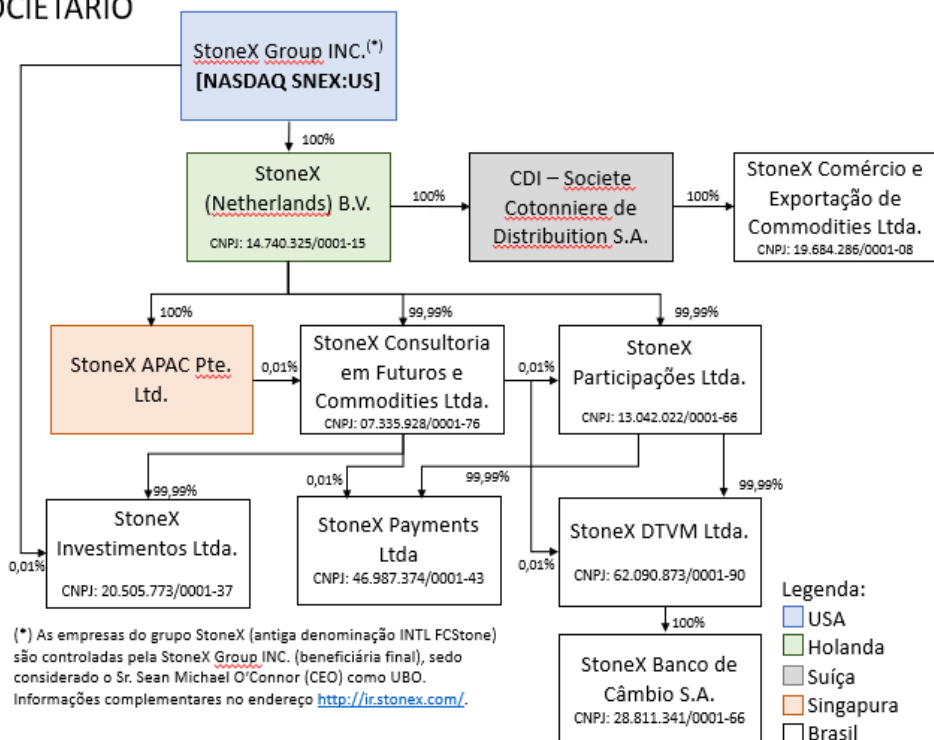 OCIETÁRIO
StoneX Group INC.(*)
[NASDAQ SNEX:US]
100%
StoneX
(Netherlands) B.V.
CNPJ: 14.740.325/0001-15
100%
CDI – Societe
Cotonniere de
Distribuition S.A.
100%
StoneX Comércio e
Exportação de
Commodities Ltda.
CNPJ: 19.684.286/0001-08
100%
99,99%
99,99%
StoneX APAC Pte.
Ltd.
0,01%
StoneX Consultoria
em Futuros e
Commodities Ltda.
CNPJ: 07.335.928/0001-76
0,01%
StoneX
Participações Ltda.
CNPJ: 13.042.022/0001-66
99,99%
0,01%
99,99%
99,99%
0,01%
StoneX
Investimentos Ltda.
CNPJ: 20.505.773/0001-37
StoneX Payments
Ltda
CNPJ: 46.987.374/0001-43
0,01%
StoneX DTVM Ltda.
CNPJ: 62.090.873/0001-90
100%
StoneX Banco de
Câmbio S.A.
CNPJ: 28.811.341/0001-66
(*) As empresas do grupo StoneX (antiga denominação INTL FCStone)
são controladas pela StoneX Group INC. (beneficiária final), sedo
considerado o Sr. Sean Michael O'Connor (CEO) como UBO.
Informações complementares no endereço http://ir.stonex.com/.
Legenda:
USA
Holanda
Suíça
Singapura
Brasil